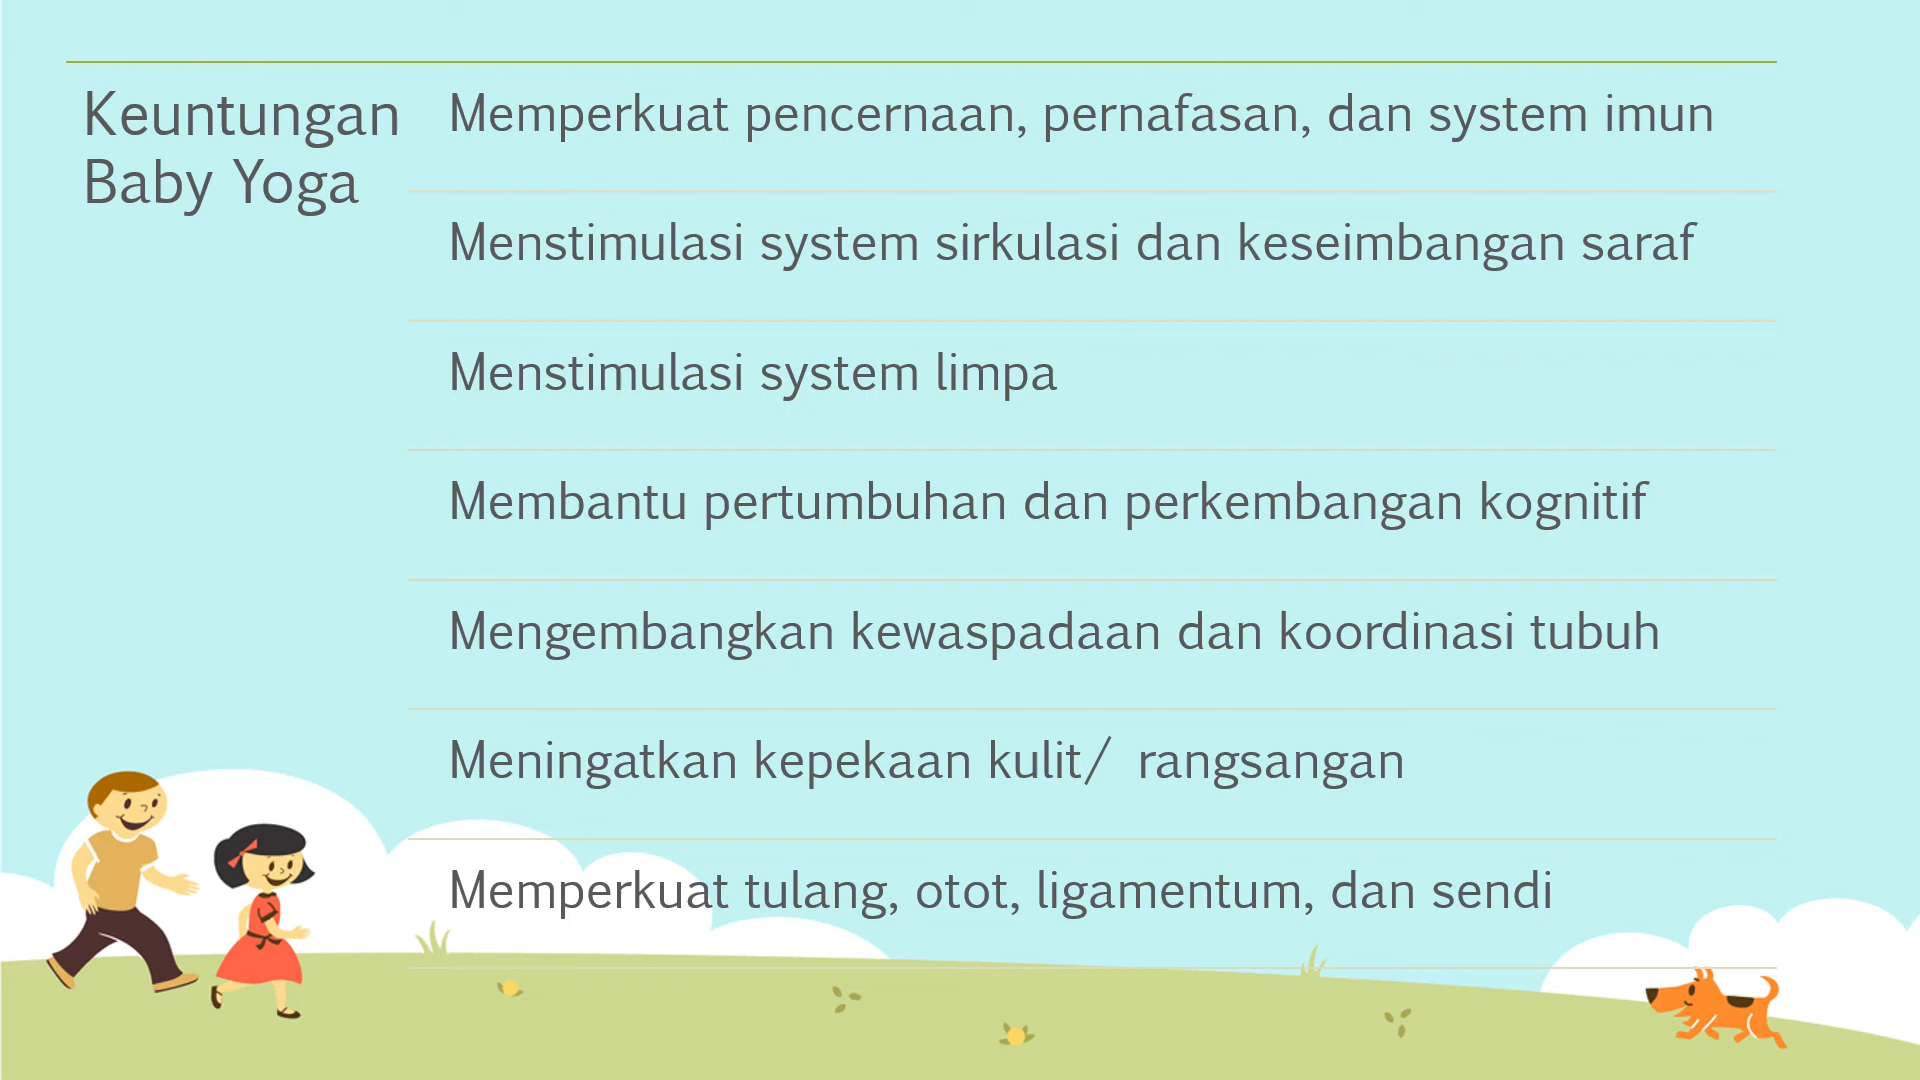 Keuntungan
Baby Yoga
Memperkuat pencernaan, pernafasan, dan system imun
Menstimulasi system sirkulasi dan keseimbangan saraf
Menstimulasi system limpa
Membantu pertumbuhan dan perkembangan kognitif
Mengembangkan kewaspadaan dan koordinasi tubuh
Meningatkan kepekaan kulit/ rangsangan
Memperkuat tulang, otot, ligamentum, dan sendi